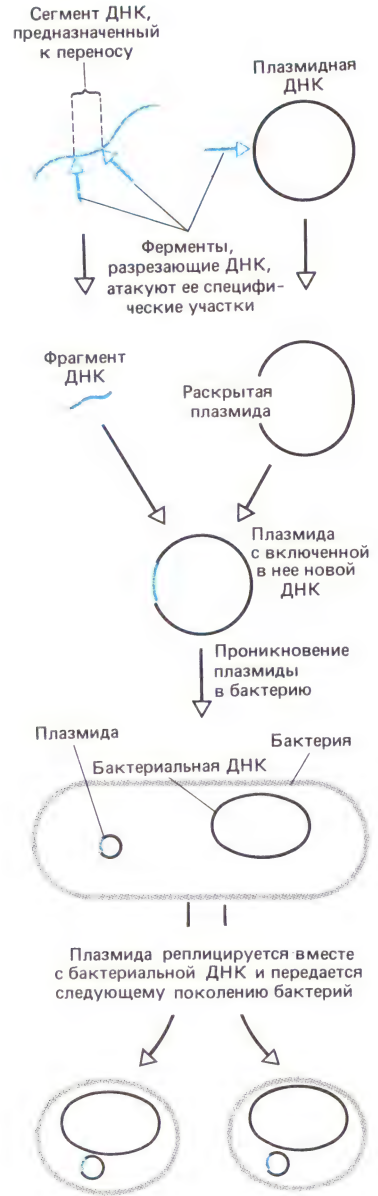 Сегмент ДНК,
предназначенный
к переносу
Плазмидная
ДНК
Ферменты,
разрезающие ДНК,
атакуют ее специфи-
ческие участки
Фрагмент
ДНК
Раскрытая
плазмида
Плазмида
с включенной
в нее новой
ДНК
Проникновение
плазмиды
в бактерию
Плазмида
Бактерия
Бактериальная ДНК
Плазмида реплицируется вместе
с бактериальной ДНК и передается
следующему поколению бактерий